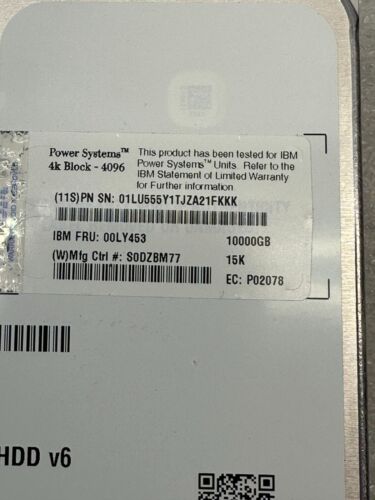 Power Systems™
4k Block - 4096
This product has been tested for IBM
Power Systems™ Units. Refer to the
IBM Statement of Limited Warranty
for Further information.
(11S)PN SN: 01LU555Y1TJZA21FKKK
IBM FRU: 00LY453
10000GB
(W)Mfg Ctrl #: S0DZBM77
15K
EC: P02078
HDD v6